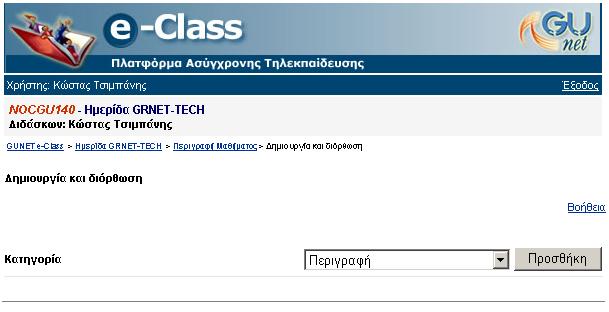 e-Class
GU
net
Πλατφόρμα Ασύγχρονης Τηλεκπαίδευσης
Χρήστης: Κώστας Τσιμπάνης Έξοδος
NOCGU140 - Ημερίδα GRNET-TECH
Διδάσκων: Κώστας Τσιμπάνης
GUNET e-Class > Ημερίδα GRNET-TECH > Περιγραφή Μαθήματος > Δημιουργία και διόρθωση
Δημιουργία και διόρθωση
Βοήθεια
Κατηγορία Περιγραφή Προσθήκη